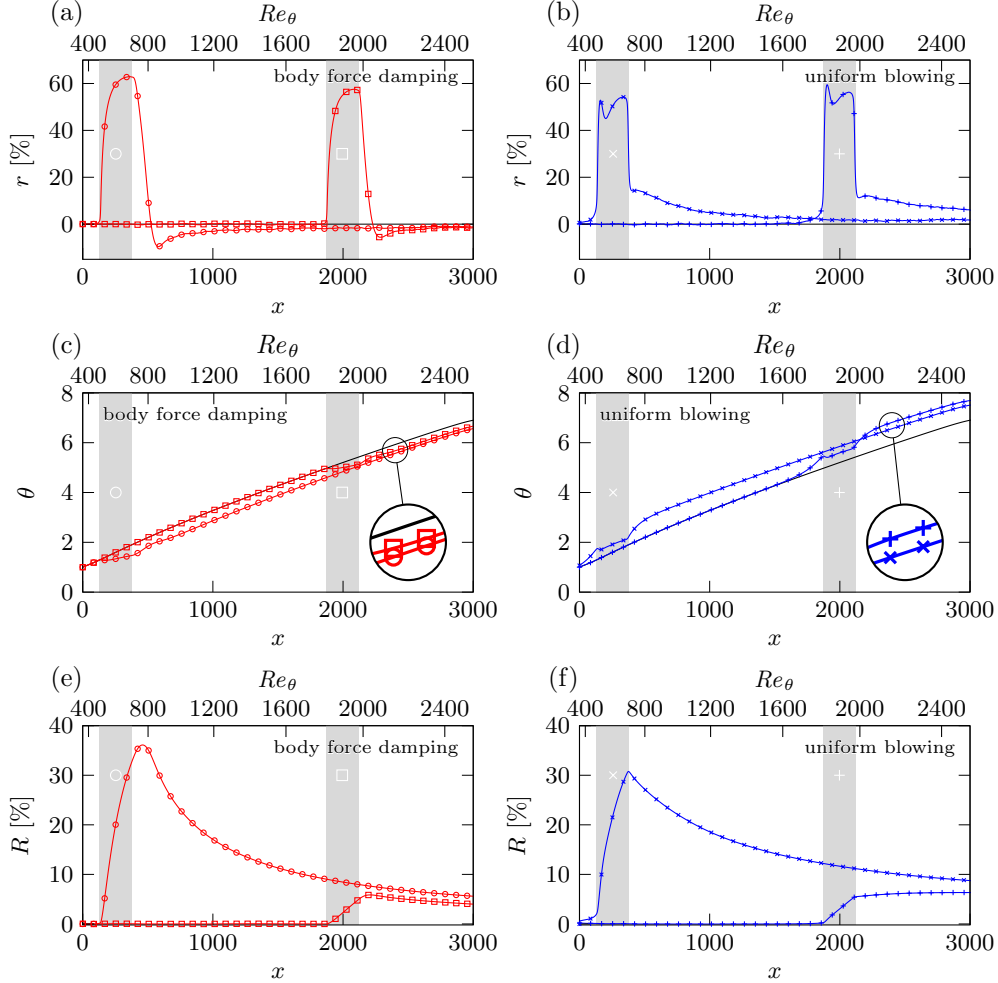 (a) Re_θ
400 800 1200 1600 2000 2400
body force damping
r [%]
60
40
20
0
0 1000 2000 3000
x
(b) Re_θ
400 800 1200 1600 2000 2400
uniform blowing
r [%]
60
40
20
0
0 1000 2000 3000
x
(c) Re_θ
400 800 1200 1600 2000 2400
body force damping
θ
8
6
4
2
0
0 1000 2000 3000
x
(d) Re_θ
400 800 1200 1600 2000 2400
uniform blowing
θ
8
6
4
2
0
0 1000 2000 3000
x
(e) Re_θ
400 800 1200 1600 2000 2400
body force damping
R [%]
40
30
20
10
0
0 1000 2000 3000
x
(f) Re_θ
400 800 1200 1600 2000 2400
uniform blowing
R [%]
40
30
20
10
0
0 1000 2000 3000
x